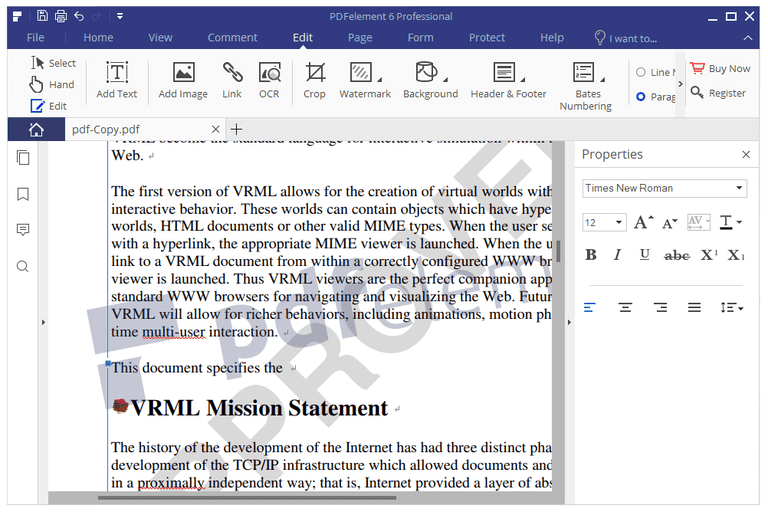 PDFelement 6 Professional
File Home View Comment Edit Page Form Protect Help I want to...
Select
Hand
Edit
Add Text
Add Image
Link
OCR
Crop
Watermark
Background
Header & Footer
Bates
Numbering
Line
Parag
Buy Now
Register
pdf-Copy.pdf
VRML become the standard language for interactive simulation within
Web.
The first version of VRML allows for the creation of virtual worlds with
interactive behavior. These worlds can contain objects which have hype
worlds, HTML documents or other valid MIME types. When the user se
with a hyperlink, the appropriate MIME viewer is launched. When the u
link to a VRML document from within a correctly configured WWW br
viewer is launched. Thus VRML viewers are the perfect companion app
standard WWW browsers for navigating and visualizing the Web. Futur
VRML will allow for richer behaviors, including animations, motion ph
time multi-user interaction.
This document specifies the
VRML Mission Statement
The history of the development of the Internet has had three distinct pha
development of the TCP/IP infrastructure which allowed documents and
in a proximally independent way; that is, Internet provided a layer of abs
pdfelem
PPROVE
Properties
Times New Roman
12 A A AV T
B I U abc X¹ X₁